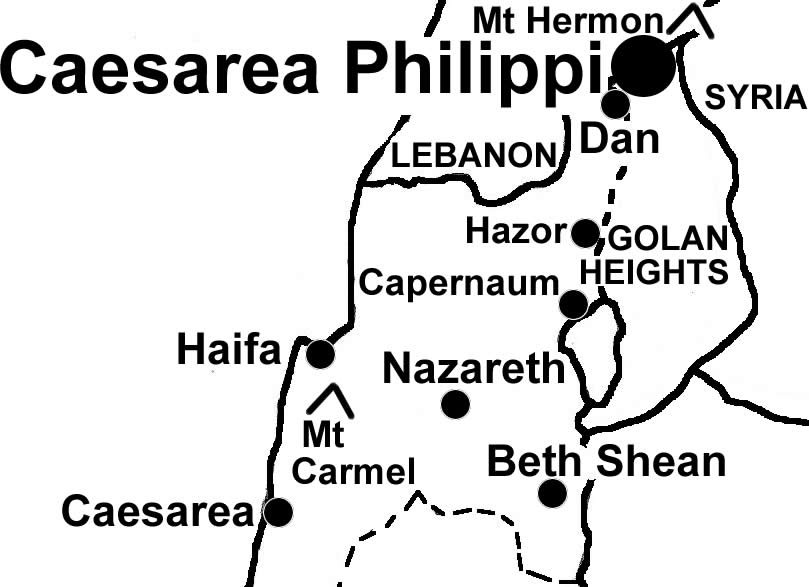 Mt Hermon
Caesarea Philippi
SYRIA
Dan
LEBANON
Hazor
GOLAN
HEIGHTS
Capernaum
Haifa
Nazareth
Mt
Carmel
Beth Shean
Caesarea